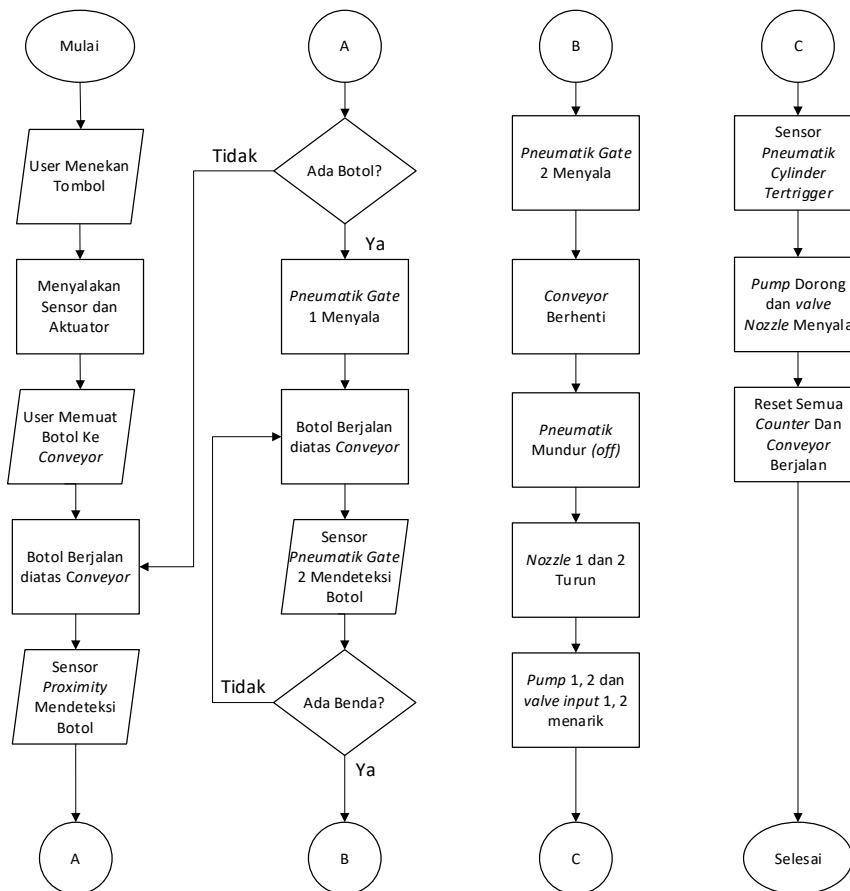 Mulai
User Menekan
Tombol
Menyalakan
Sensor dan
Aktuator
User Memuat
Botol Ke
Conveyor
Botol Berjalan
diatas Conveyor
Sensor
Proximity
Mendeteksi
Botol
A
A
Ada Botol?
Tidak
Ya
Pneumatik Gate
1 Menyala
Botol Berjalan
diatas Conveyor
Sensor
Pneumatik Gate
2 Mendeteksi
Botol
Ada Benda?
Tidak
Ya
B
B
Pneumatik Gate
2 Menyala
Conveyor
Berhenti
Pneumatik
Mundur (off)
Nozzle 1 dan 2
Turun
Pump 1, 2 dan
valve input 1, 2
menarik
C
C
Sensor
Pneumatik
Cylinder
Tertrigger
Pump Dorong
dan valve
Nozzle Menyala
Reset Semua
Counter Dan
Conveyor
Berjalan
Selesai